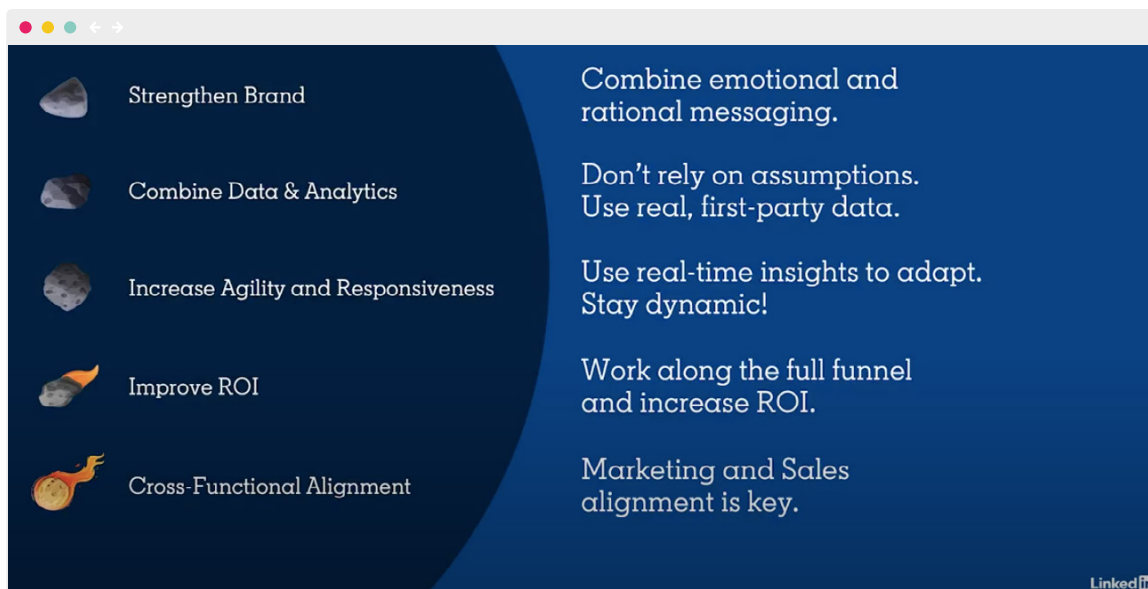 Strengthen Brand
Combine emotional and
rational messaging.
Combine Data & Analytics
Don't rely on assumptions.
Use real, first-party data.
Increase Agility and Responsiveness
Use real-time insights to adapt.
Stay dynamic!
Improve ROI
Work along the full funnel
and increase ROI.
Cross-Functional Alignment
Marketing and Sales
alignment is key.
Linked in